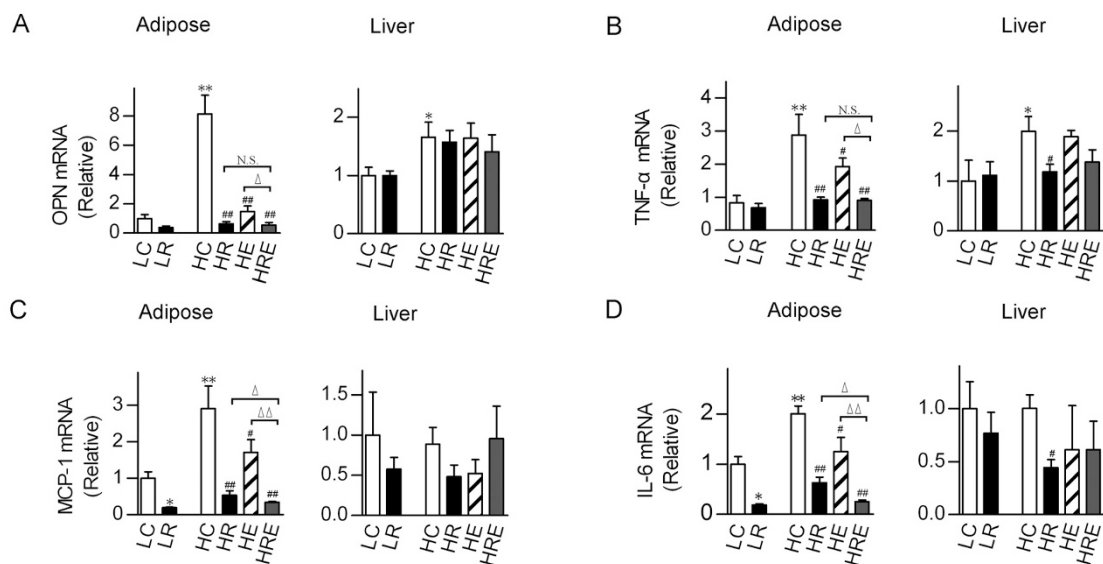 A
Adipose
Liver
OPN mRNA
(Relative)
8
6
4
2
0
**
##
##
##
N.S.
Δ
LC
LR
HC
HR
HE
HRE
2
1
0
*
LC
LR
HC
HR
HE
HRE
B
Adipose
Liver
TNF-α mRNA
(Relative)
4
3
2
1
0
**
##
#
##
N.S.
Δ
LC
LR
HC
HR
HE
HRE
2
1
0
*
#
LC
LR
HC
HR
HE
HRE
C
Adipose
Liver
MCP-1 mRNA
(Relative)
3
2
1
0
*
**
##
#
##
Δ
ΔΔ
LC
LR
HC
HR
HE
HRE
1.5
1.0
0.5
0.0
LC
LR
HC
HR
HE
HRE
D
Adipose
Liver
IL-6 mRNA
(Relative)
2
1
0
*
**
##
#
##
Δ
ΔΔ
LC
LR
HC
HR
HE
HRE
1.0
0.5
0.0
#
LC
LR
HC
HR
HE
HRE